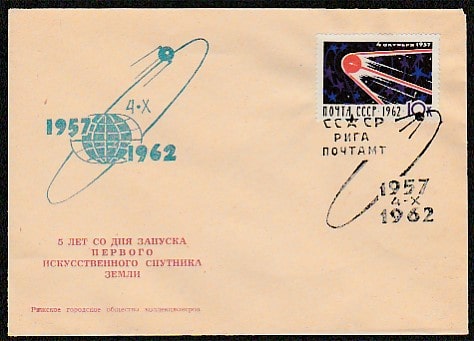 4·X
1957
1962
5 ЛЕТ СО ДНЯ ЗАПУСКА
ПЕРВОГО
ИСКУССТВЕННОГО СПУТНИКА
ЗЕМЛИ
Рижское городское общество коллекционеров
4 ОКТЯБРЯ 1957
ПОЧТА СССР 1962 10К
СССР
РИГА
ПОЧТАМТ
1957
4·X
1962